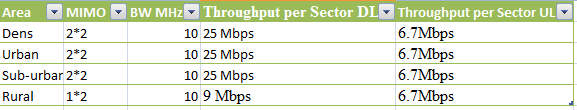 Area MIMO BW MHz Throughput per Sector DL Throughput per Sector UL
Dens 2*2 10 25 Mbps 6.7Mbps
Urban 2*2 10 25 Mbps 6.7Mbps
Sub-urban 2*2 10 25 Mbps 6.7Mbps
Rural 1*2 10 9 Mbps 6.7Mbps